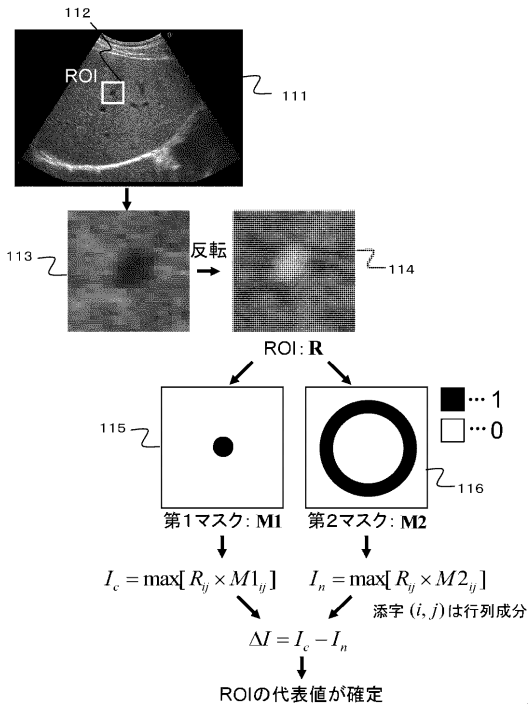 112
ROI
111
113
反転
114
ROI: R
115
116
■… 1
□… 0
第1マスク: M1
第2マスク: M2
I_c = max[R_ij × M1_ij]
I_n = max[R_ij × M2_ij]
添字 (i, j) は行列成分
ΔI = I_c − I_n
ROIの代表値が確定